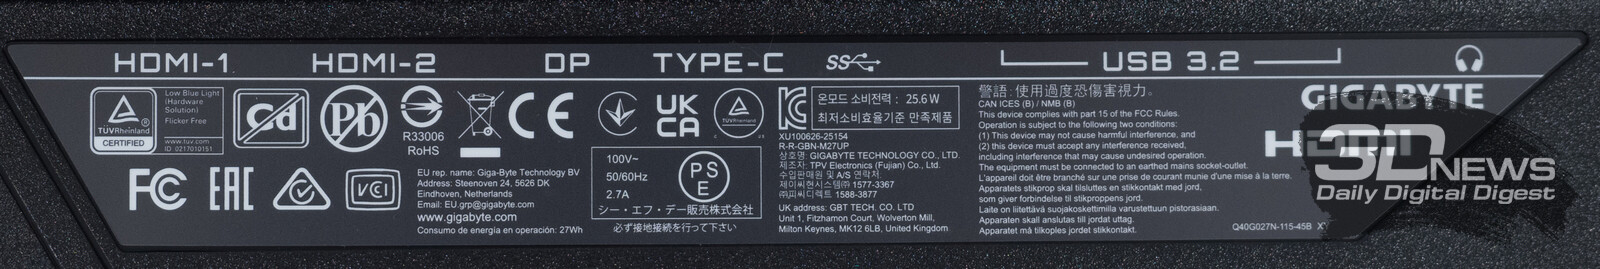 HDMI-1 HDMI-2 DP TYPE-C SS USB 3.2
TÜVRheinland
CERTIFIED
Low Blue Light
(Hardware
Solution)
Flicker Free
www.tuv.com
ID 0217010151
Cd
Pb
R33006
RoHS
CE
UK
CA
TÜVRheinland
온모드 소비전력 : 25.6 W
최저소비효율기준 만족제품
XU100626-25154
R-R-GBN-M27UP
상호명: GIGABYTE TECHNOLOGY CO., LTD.
제조자: TPV Electronics (Fujian) Co., Ltd.
수입판매원 및 A/S 연락처:
제이씨현시스템㈜ 1577-3367
㈜피씨디렉트 1588-3877
UK address: GBT TECH. CO. LTD
Unit 1, Fitzhamon Court, Wolverton Mill,
Milton Keynes, MK12 6LB, United Kingdom
FC
EAC
VCI
EU rep. name: Giga-Byte Technology BV
Address: Steenoven 24, 5626 DK
Eindhoven, Netherlands
Email: EU.grp@gigabyte.com
www.gigabyte.com
Consumo de energía en operación: 27Wh
100V~
50/60Hz
2.7A
PS
E
シー・エフ・デー販売株式会社
必ず接地接続を行って下さい
警語: 使用過度恐傷害視力。
CAN ICES (B) / NMB (B)
This device complies with part 15 of the FCC Rules.
Operation is subject to the following two conditions:
(1) This device may not cause harmful interference, and
(2) this device must accept any interference received,
including interference that may cause undesired operation.
The equipment must be connected to an earthed mains socket-outlet.
L'appareil doit être branché sur une prise de courant munie d'une mise à la terre.
Apparatets stikprop skal tilsluttes en stikkontakt med jord,
som giver forbindelse til stikproppens jord.
Laite on liitettävä suojakoskettimilla varustettuun pistorasiaan.
Apparaten skall anslutas till jordat uttag.
Apparatet må tilkoples jordet stikkontakt.
GIGABYTE
HDMI
3DNEWS
Daily Digital Digest
Q40G027N-115-45B